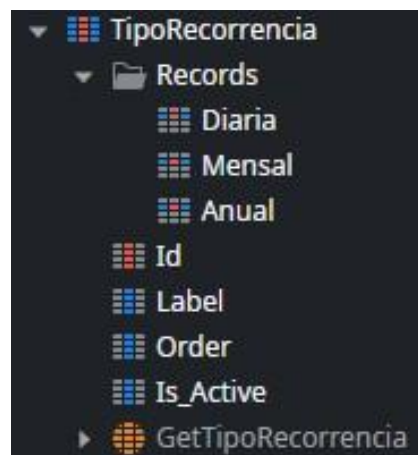 TipoRecorrencia
Records
Diaria
Mensal
Anual
Id
Label
Order
Is_Active
GetTipoRecorrencia